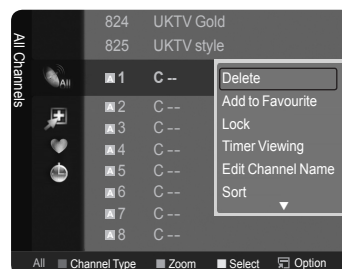 All Channels
824 UKTV Gold
825 UKTV style
All
A 1 C --
A 2 C --
A 3 C --
A 4 C --
A 5 C --
A 6 C --
A 7 C --
A 8 C --
Delete
Add to Favourite
Lock
Timer Viewing
Edit Channel Name
Sort
All Channel Type Zoom Select Option